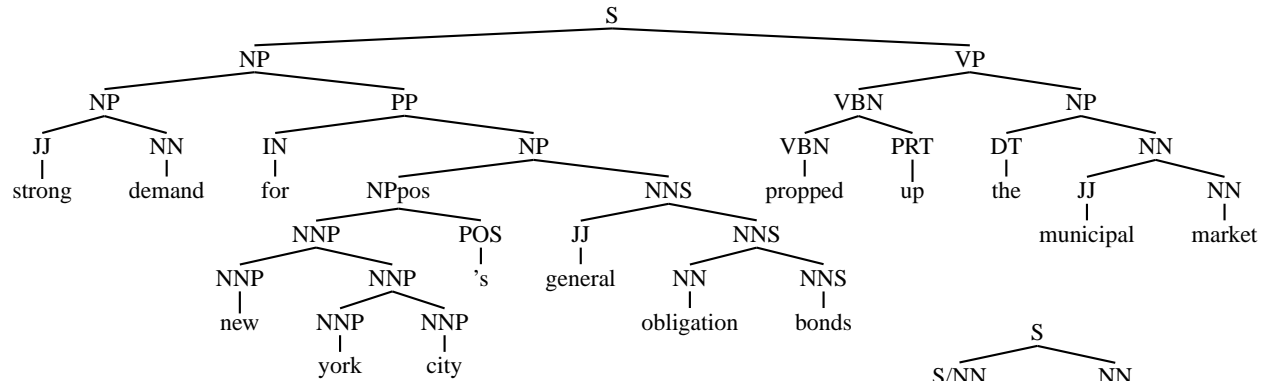 S
NP VP
NP PP VBN NP
JJ NN IN NP VBN PRT DT NN
strong demand for NPpos NNS propped up the JJ NN
NNP POS JJ NNS municipal market
NNP NNP 's general NN NNS
new NNP NNP obligation bonds
york city
S
S/NN NN